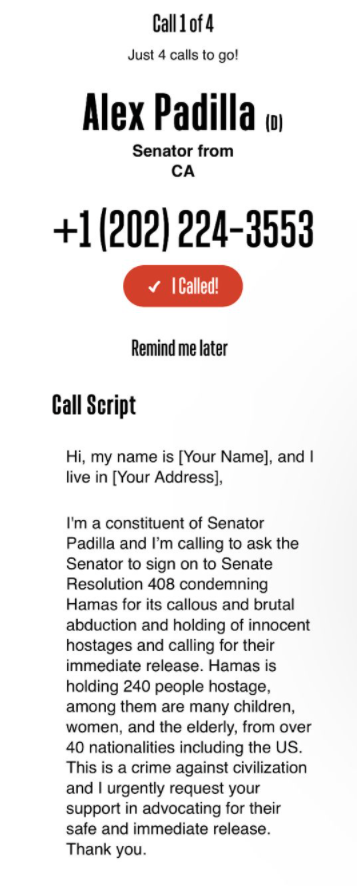 Call 1 of 4
Just 4 calls to go!
Alex Padilla (D)
Senator from
CA
+1 (202) 224-3553
✓ I Called!
Remind me later
Call Script
Hi, my name is [Your Name], and I
live in [Your Address],
I'm a constituent of Senator
Padilla and I'm calling to ask the
Senator to sign on to Senate
Resolution 408 condemning
Hamas for its callous and brutal
abduction and holding of innocent
hostages and calling for their
immediate release. Hamas is
holding 240 people hostage,
among them are many children,
women, and the elderly, from over
40 nationalities including the US.
This is a crime against civilization
and I urgently request your
support in advocating for their
safe and immediate release.
Thank you.